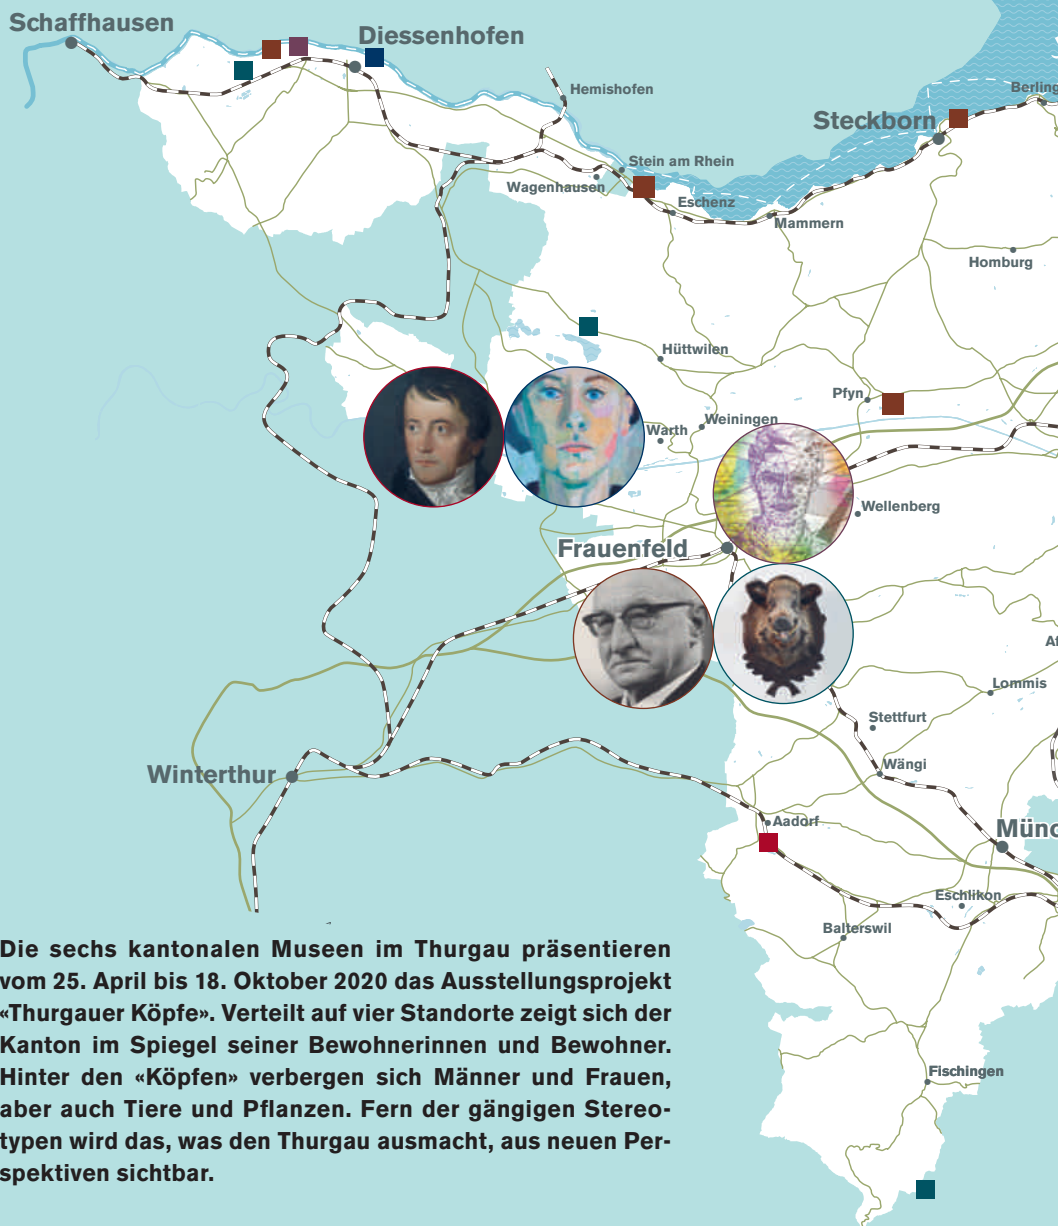 Schaffhausen
Diessenhofen
Hemishofen
Berling
Steckborn
Stein am Rhein
Wagenhausen
Eschenz
Mammern
Homburg
Hüttwilen
Pfyn
Weiningen
Warth
Wellenberg
Frauenfeld
Af
Lommis
Stettfurt
Wängi
Winterthur
Aadorf
Münc
Eschlikon
Balterswil
Die sechs kantonalen Museen im Thurgau präsentieren
vom 25. April bis 18. Oktober 2020 das Ausstellungsprojekt
«Thurgauer Köpfe». Verteilt auf vier Standorte zeigt sich der
Kanton im Spiegel seiner Bewohnerinnen und Bewohner.
Hinter den «Köpfen» verbergen sich Männer und Frauen,
aber auch Tiere und Pflanzen. Fern der gängigen Stereo-
typen wird das, was den Thurgau ausmacht, aus neuen Per-
spektiven sichtbar.
Fischingen